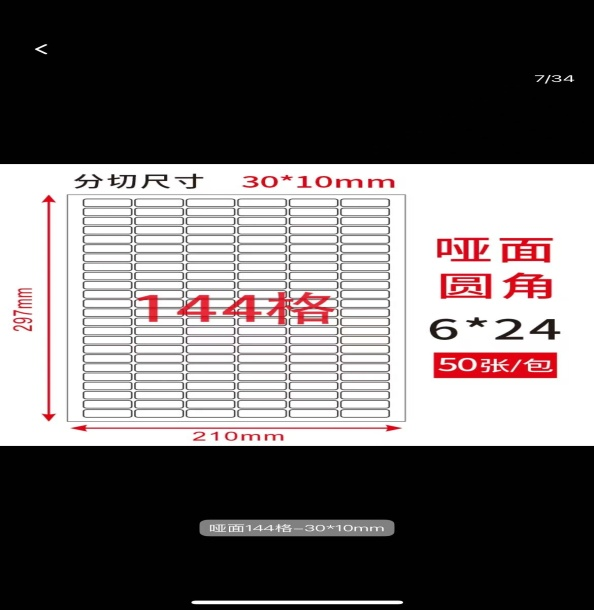 <
7/34
分切尺寸 30*10mm
297mm
144格
哑面
圆角
6*24
50张/包
210mm
哑面144格-30*10mm